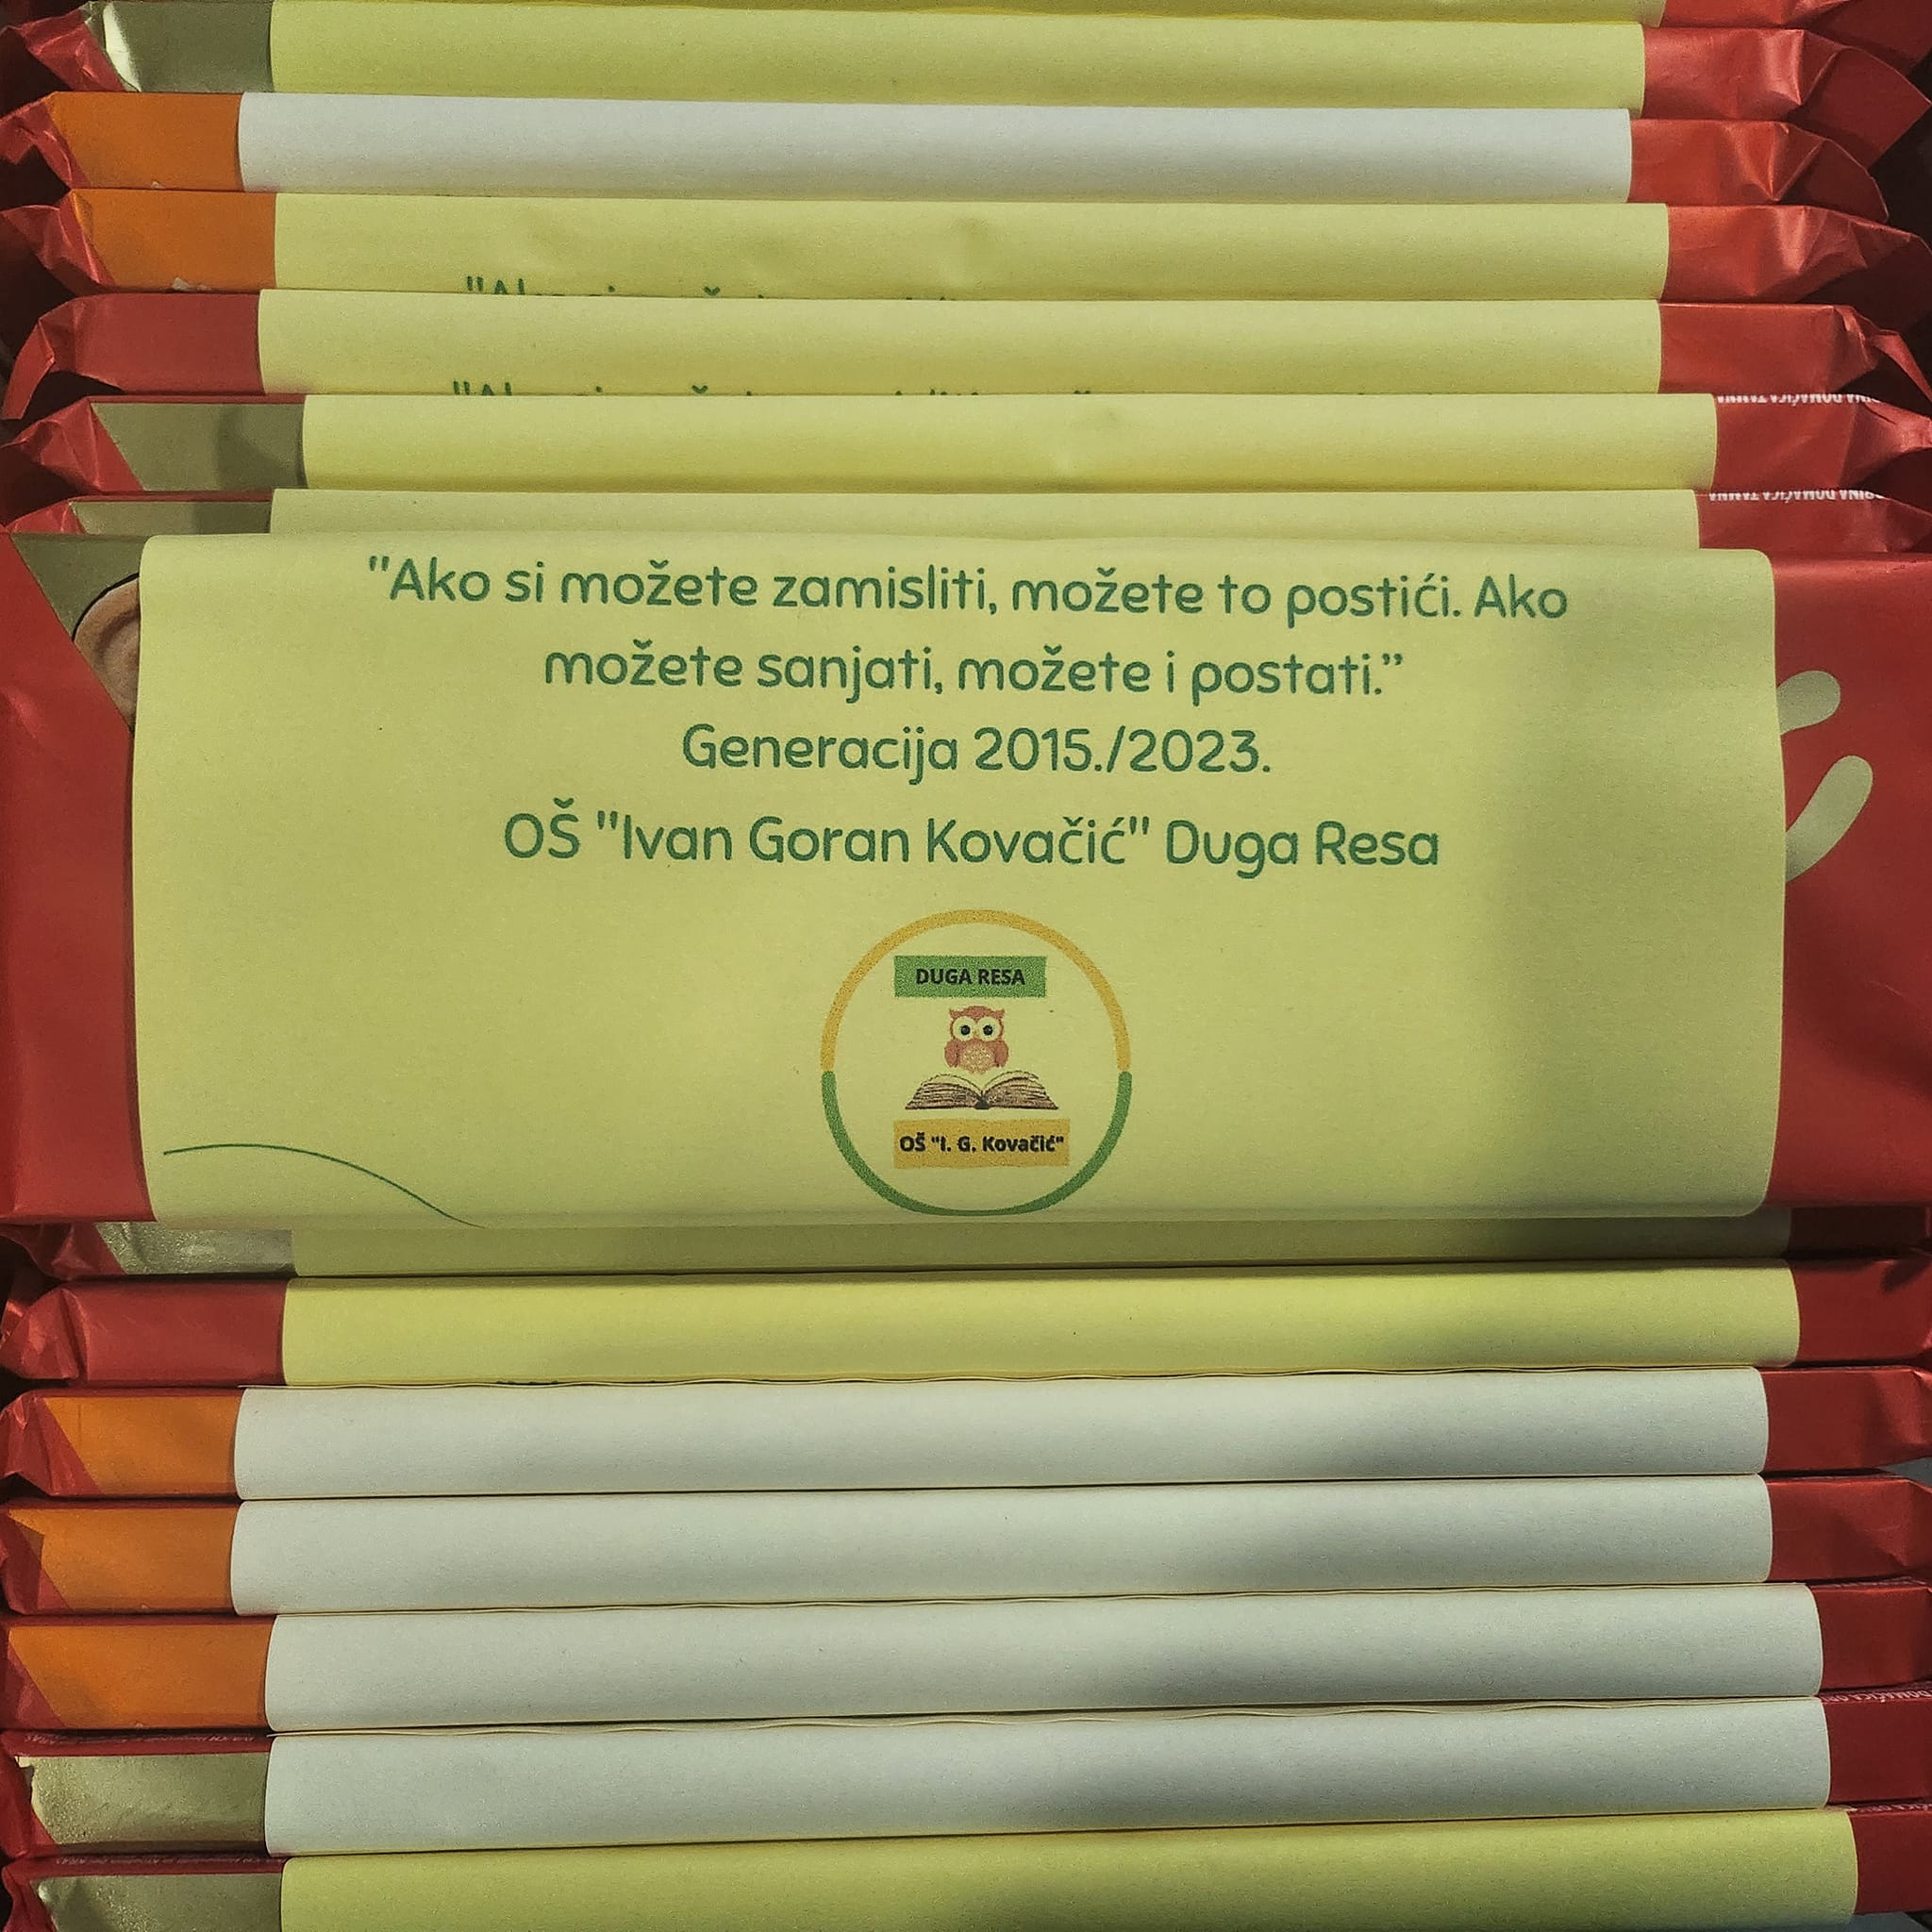 "Ako si možete zamisliti, možete to postići. Ako
možete sanjati, možete i postati.”
Generacija 2015./2023.
OŠ "Ivan Goran Kovačić" Duga Resa
DUGA RESA
OŠ "I. G. Kovačić"